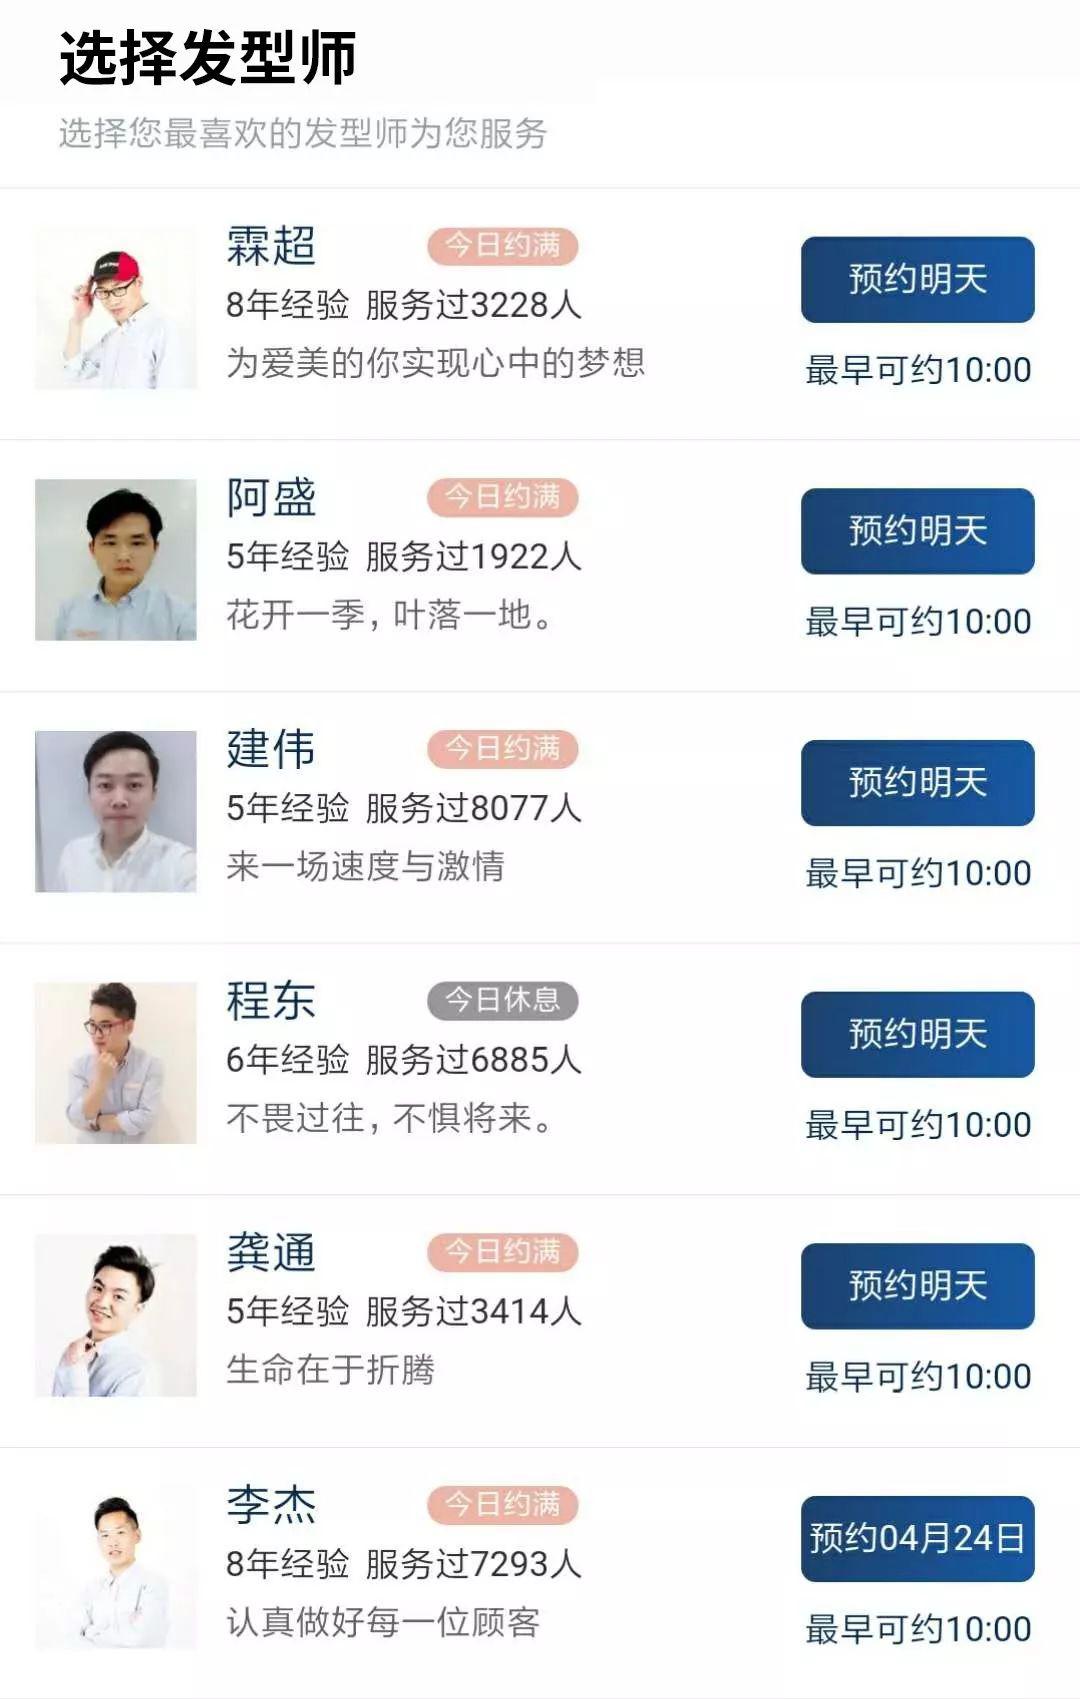 选择发型师
选择您最喜欢的发型师为您服务
霖超 今日约满
预约明天
8年经验 服务过3228人
为爱美的你实现心中的梦想
最早可约10:00
阿盛 今日约满
预约明天
5年经验 服务过1922人
花开一季，叶落一地。
最早可约10:00
建伟 今日约满
预约明天
5年经验 服务过8077人
来一场速度与激情
最早可约10:00
程东 今日休息
预约明天
6年经验 服务过6885人
不畏过往，不惧将来。
最早可约10:00
龚通 今日约满
预约明天
5年经验 服务过3414人
生命在于折腾
最早可约10:00
李杰 今日约满
预约04月24日
8年经验 服务过7293人
认真做好每一位顾客
最早可约10:00